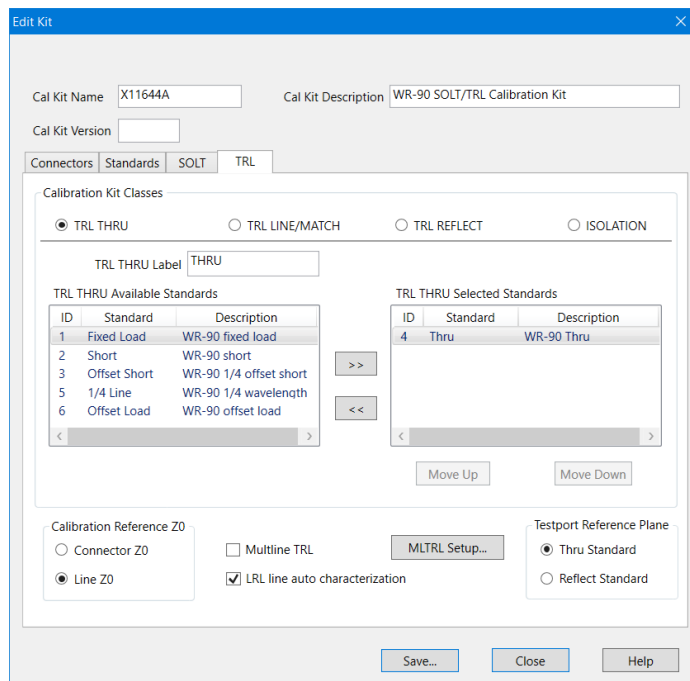 Edit Kit
Cal Kit Name X11644A Cal Kit Description WR-90 SOLT/TRL Calibration Kit
Cal Kit Version
Connectors Standards SOLT TRL
Calibration Kit Classes
TRL THRU TRL LINE/MATCH TRL REFLECT ISOLATION
TRL THRU Label THRU
TRL THRU Available Standards
ID Standard Description
1 Fixed Load WR-90 fixed load
2 Short WR-90 short
3 Offset Short WR-90 1/4 offset short
5 1/4 Line WR-90 1/4 wavelength
6 Offset Load WR-90 offset load
>>
<<
TRL THRU Selected Standards
ID Standard Description
4 Thru WR-90 Thru
Move Up Move Down
Calibration Reference Z0
Connector Z0
Line Z0
Multline TRL
LRL line auto characterization
MLTRL Setup...
Testport Reference Plane
Thru Standard
Reflect Standard
Save... Close Help